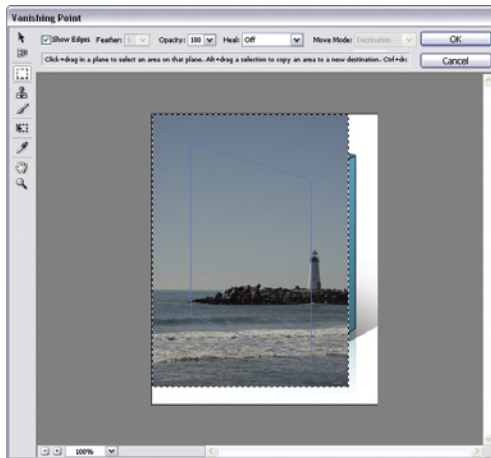 Vanishing Point
Show Edges Feather: 1 Opacity: 100 Heal: Off Move Mode: Destination OK
Click+drag in a plane to select an area on that plane. Alt+drag a selection to copy an area to a new destination. Ctrl+dr Cancel
100%